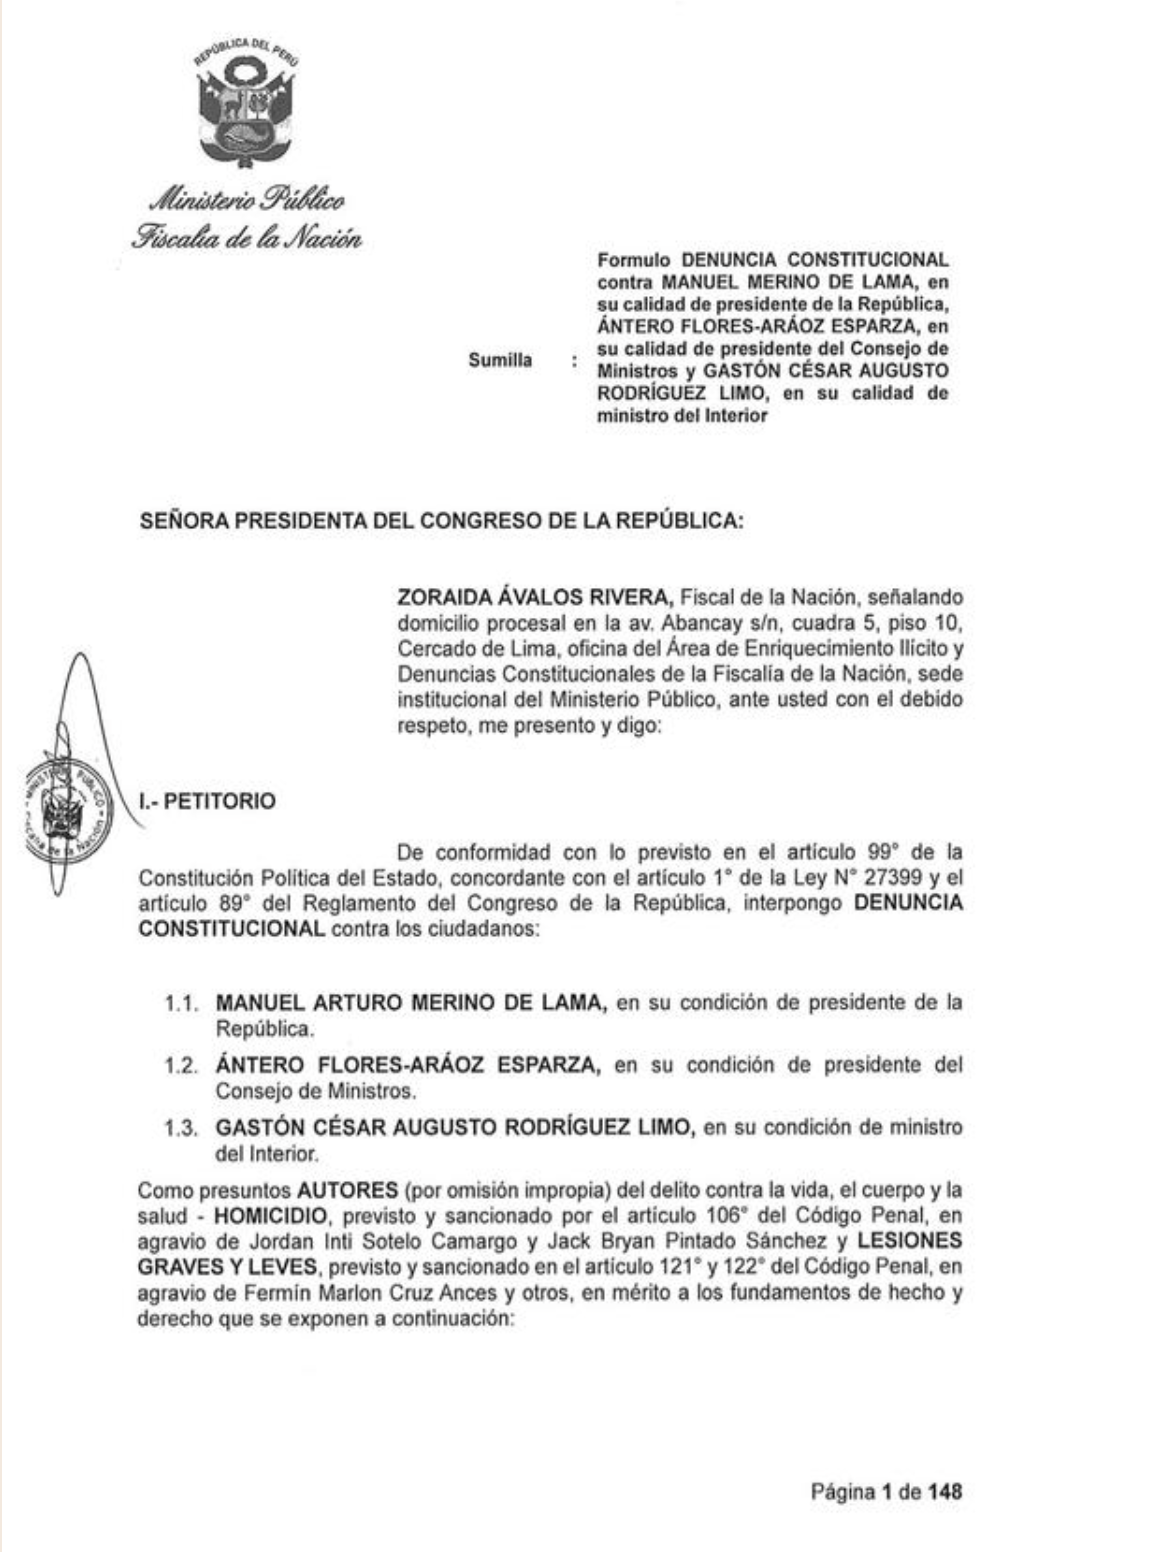 REPÚBLICA DEL PERÚ
Ministerio Público
Fiscalía de la Nación
Formulo DENUNCIA CONSTITUCIONAL
contra MANUEL MERINO DE LAMA, en
su calidad de presidente de la República,
ÁNTERO FLORES-ARÁOZ ESPARZA, en
Sumilla : su calidad de presidente del Consejo de
Ministros y GASTÓN CÉSAR AUGUSTO
RODRÍGUEZ LIMO, en su calidad de
ministro del Interior
SEÑORA PRESIDENTA DEL CONGRESO DE LA REPÚBLICA:
ZORAIDA ÁVALOS RIVERA, Fiscal de la Nación, señalando
domicilio procesal en la av. Abancay s/n, cuadra 5, piso 10,
Cercado de Lima, oficina del Área de Enriquecimiento Ilícito y
Denuncias Constitucionales de la Fiscalía de la Nación, sede
institucional del Ministerio Público, ante usted con el debido
respeto, me presento y digo:
MINISTERIO PÚBLICO
Fiscalía de la Nación
I.- PETITORIO
De conformidad con lo previsto en el artículo 99° de la
Constitución Política del Estado, concordante con el artículo 1° de la Ley N° 27399 y el
artículo 89° del Reglamento del Congreso de la República, interpongo DENUNCIA
CONSTITUCIONAL contra los ciudadanos:
1.1. MANUEL ARTURO MERINO DE LAMA, en su condición de presidente de la
República.
1.2. ÁNTERO FLORES-ARÁOZ ESPARZA, en su condición de presidente del
Consejo de Ministros.
1.3. GASTÓN CÉSAR AUGUSTO RODRÍGUEZ LIMO, en su condición de ministro
del Interior.
Como presuntos AUTORES (por omisión impropia) del delito contra la vida, el cuerpo y la
salud - HOMICIDIO, previsto y sancionado por el artículo 106° del Código Penal, en
agravio de Jordan Inti Sotelo Camargo y Jack Bryan Pintado Sánchez y LESIONES
GRAVES Y LEVES, previsto y sancionado en el artículo 121° y 122° del Código Penal, en
agravio de Fermín Marlon Cruz Ances y otros, en mérito a los fundamentos de hecho y
derecho que se exponen a continuación:
Página 1 de 148